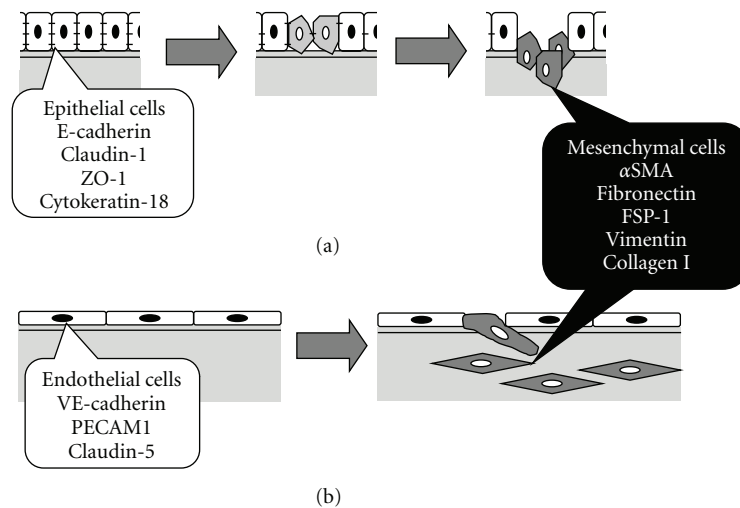 Epithelial cells
E-cadherin
Claudin-1
ZO-1
Cytokeratin-18
Mesenchymal cells
αSMA
Fibronectin
FSP-1
Vimentin
Collagen I
(a)
Endothelial cells
VE-cadherin
PECAM1
Claudin-5
(b)